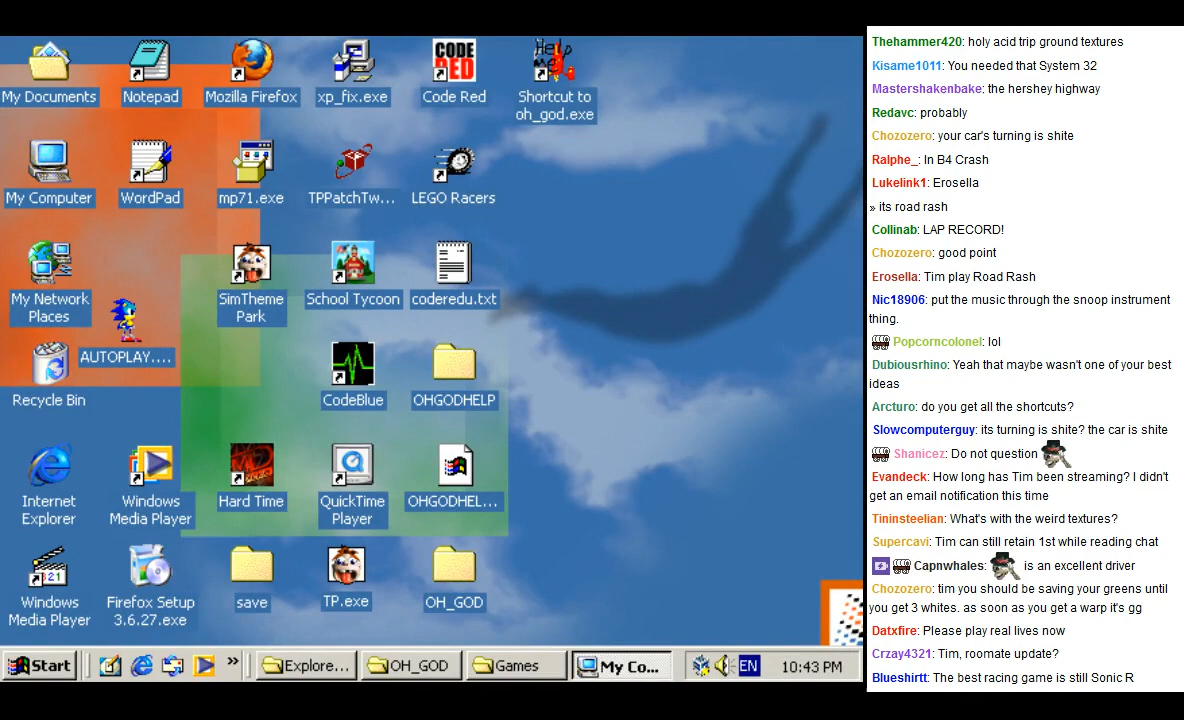 My Documents
Notepad
Mozilla Firefox
xp_fix.exe
CODE
RED
Code Red
Help
me
Shortcut to
oh_god.exe
My Computer
WordPad
mp71.exe
TPPatchTw...
LEGO Racers
My Network
Places
AUTOPLAY....
SimTheme
Park
School Tycoon
coderedu.txt
Recycle Bin
CodeBlue
OHGODHELP
Internet
Explorer
Windows
Media Player
Hard Time
QuickTime
Player
OHGODHEL...
321
Windows
Media Player
Firefox Setup
3.6.27.exe
save
TP.exe
OH_GOD
Start
»
Explore...
OH_GOD
Games
My Co...
EN
10:43 PM
Thehammer420: holy acid trip ground textures
Kisame1011: You needed that System 32
Mastershakenbake: the hershey highway
Redavc: probably
Chozozero: your car's turning is shite
Ralphe_: In B4 Crash
Lukelink1: Erosella
» its road rash
Collinab: LAP RECORD!
Chozozero: good point
Erosella: Tim play Road Rash
Nic18906: put the music through the snoop instrument
thing.
Popcorncolonel: lol
Dubiousrhino: Yeah that maybe wasn't one of your best
ideas
Arcturo: do you get all the shortcuts?
Slowcomputerguy: its turning is shite? the car is shite
Shanicez: Do not question
Evandeck: How long has Tim been streaming? I didn't
get an email notification this time
Tininsteelian: What's with the weird textures?
Supercavi: Tim can still retain 1st while reading chat
Capnwhales: is an excellent driver
Chozozero: tim you should be saving your greens until
you get 3 whites. as soon as you get a warp it's gg
Datxfire: Please play real lives now
Crzay4321: Tim, roomate update?
Blueshirtt: The best racing game is still Sonic R